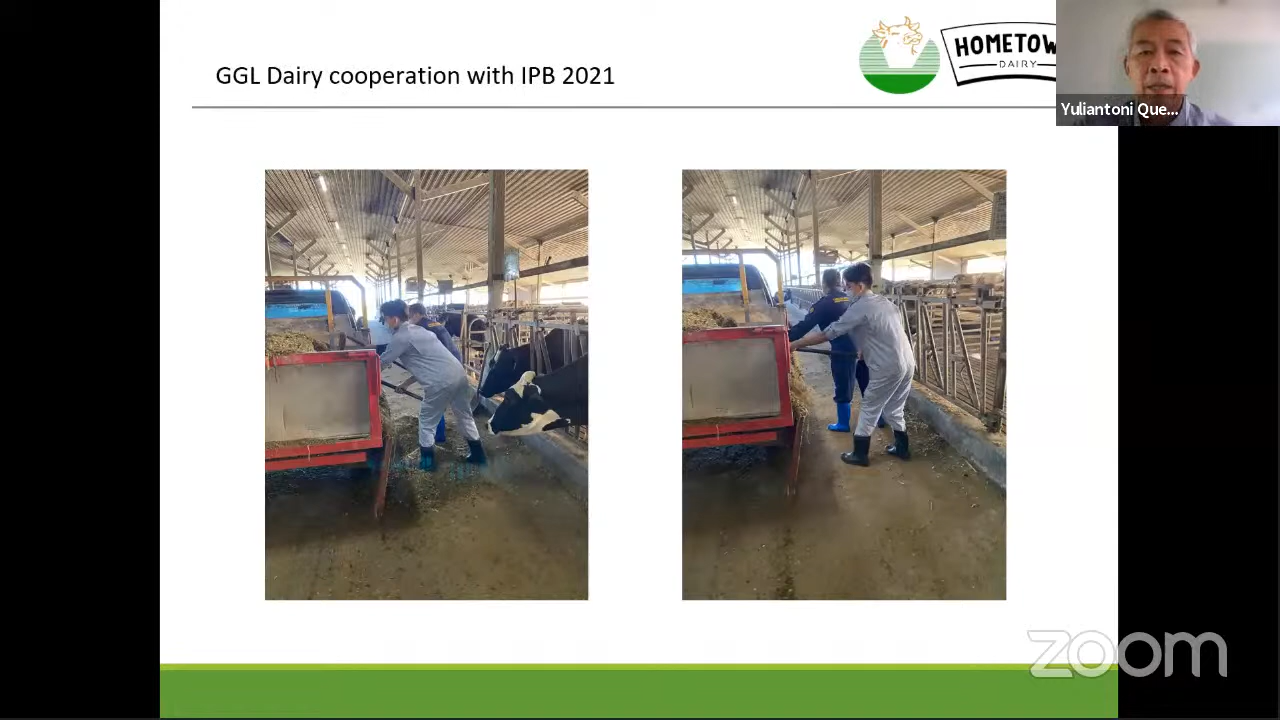 GGL Dairy cooperation with IPB 2021
HOMETOW
DAIRY
Yuliantoni Que...
zoom